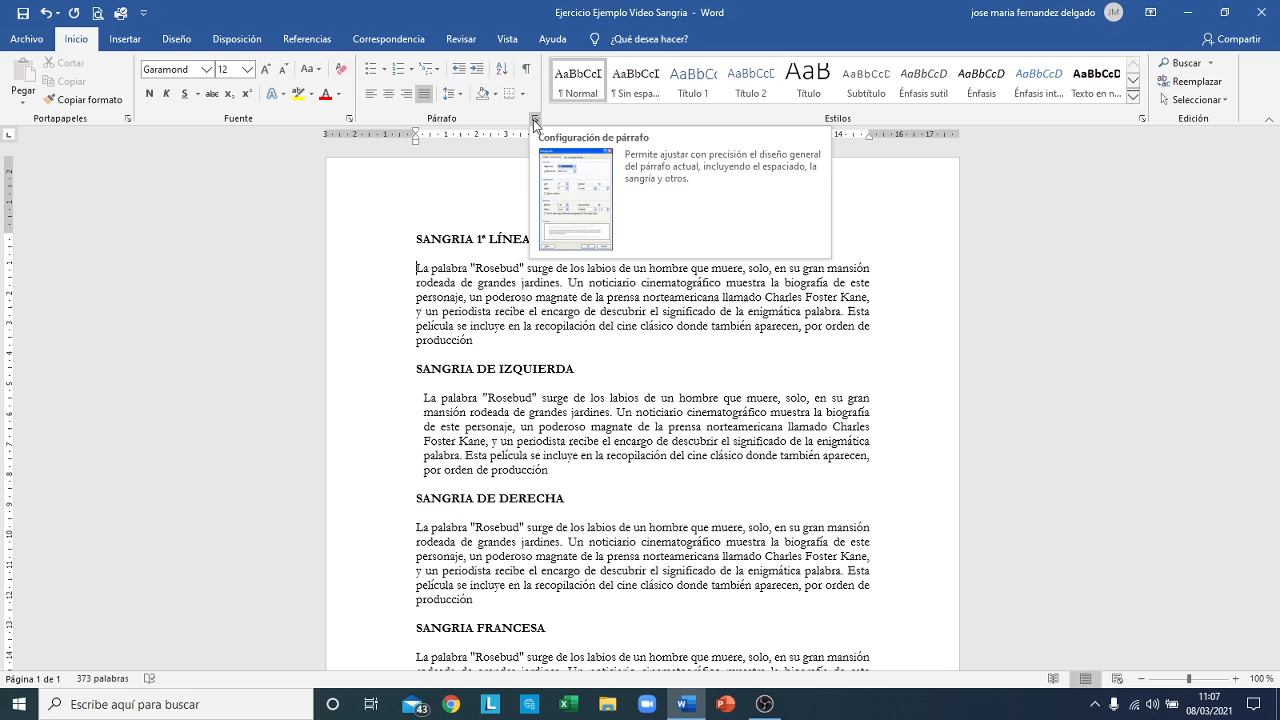 Ejemplo Video Sangria - Word
jose maria fernandez delgado
JM
Archivo
Inicio
Insertar
Diseño
Disposición
Referencias
Correspondencia
Revisar
Vista
Ayuda
¿Qué desea hacer?
Compartir
Pegar
Cortar
Copiar
Copiar formato
Portapapeles
Garamond
12
Aa
N K S abc x₂ x²
Fuente
Párrafo
AaBbCcI
¶ Normal
AaBbCcI
¶ Sin espa...
AaBbCc
Título 1
AaBbCcI
Título 2
AaB
Título
AaBbCcI
Subtítulo
AaBbCcD
Énfasis sutil
AaBbCcD
Énfasis
AaBbCcD
Énfasis int...
AaBbCcD
Texto en n...
Estilos
Buscar
Reemplazar
Seleccionar
Edición
Configuración de párrafo
Permite ajustar con precisión el diseño general
del párrafo actual, incluyendo el espaciado, la
sangría y otros.
SANGRIA 1ª LÍNEA
La palabra "Rosebud" surge de los labios de un hombre que muere, solo, en su gran mansión
rodeada de grandes jardines. Un noticiario cinematográfico muestra la biografía de este
personaje, un poderoso magnate de la prensa norteamericana llamado Charles Foster Kane,
y un periodista recibe el encargo de descubrir el significado de la enigmática palabra. Esta
película se incluye en la recopilación del cine clásico donde también aparecen, por orden de
producción
SANGRIA DE IZQUIERDA
La palabra "Rosebud" surge de los labios de un hombre que muere, solo, en su gran
mansión rodeada de grandes jardines. Un noticiario cinematográfico muestra la biografía
de este personaje, un poderoso magnate de la prensa norteamericana llamado Charles
Foster Kane, y un periodista recibe el encargo de descubrir el significado de la enigmática
palabra. Esta película se incluye en la recopilación del cine clásico donde también aparecen,
por orden de producción
SANGRIA DE DERECHA
La palabra "Rosebud" surge de los labios de un hombre que muere, solo, en su gran mansión
rodeada de grandes jardines. Un noticiario cinematográfico muestra la biografía de este
personaje, un poderoso magnate de la prensa norteamericana llamado Charles Foster Kane,
y un periodista recibe el encargo de descubrir el significado de la enigmática palabra. Esta
película se incluye en la recopilación del cine clásico donde también aparecen, por orden de
producción
SANGRIA FRANCESA
La palabra "Rosebud" surge de los labios de un hombre que muere, solo, en su gran mansión
Página 1 de 1
373 palabras
100 %
Escribe aquí para buscar
43
11:07
08/03/2021